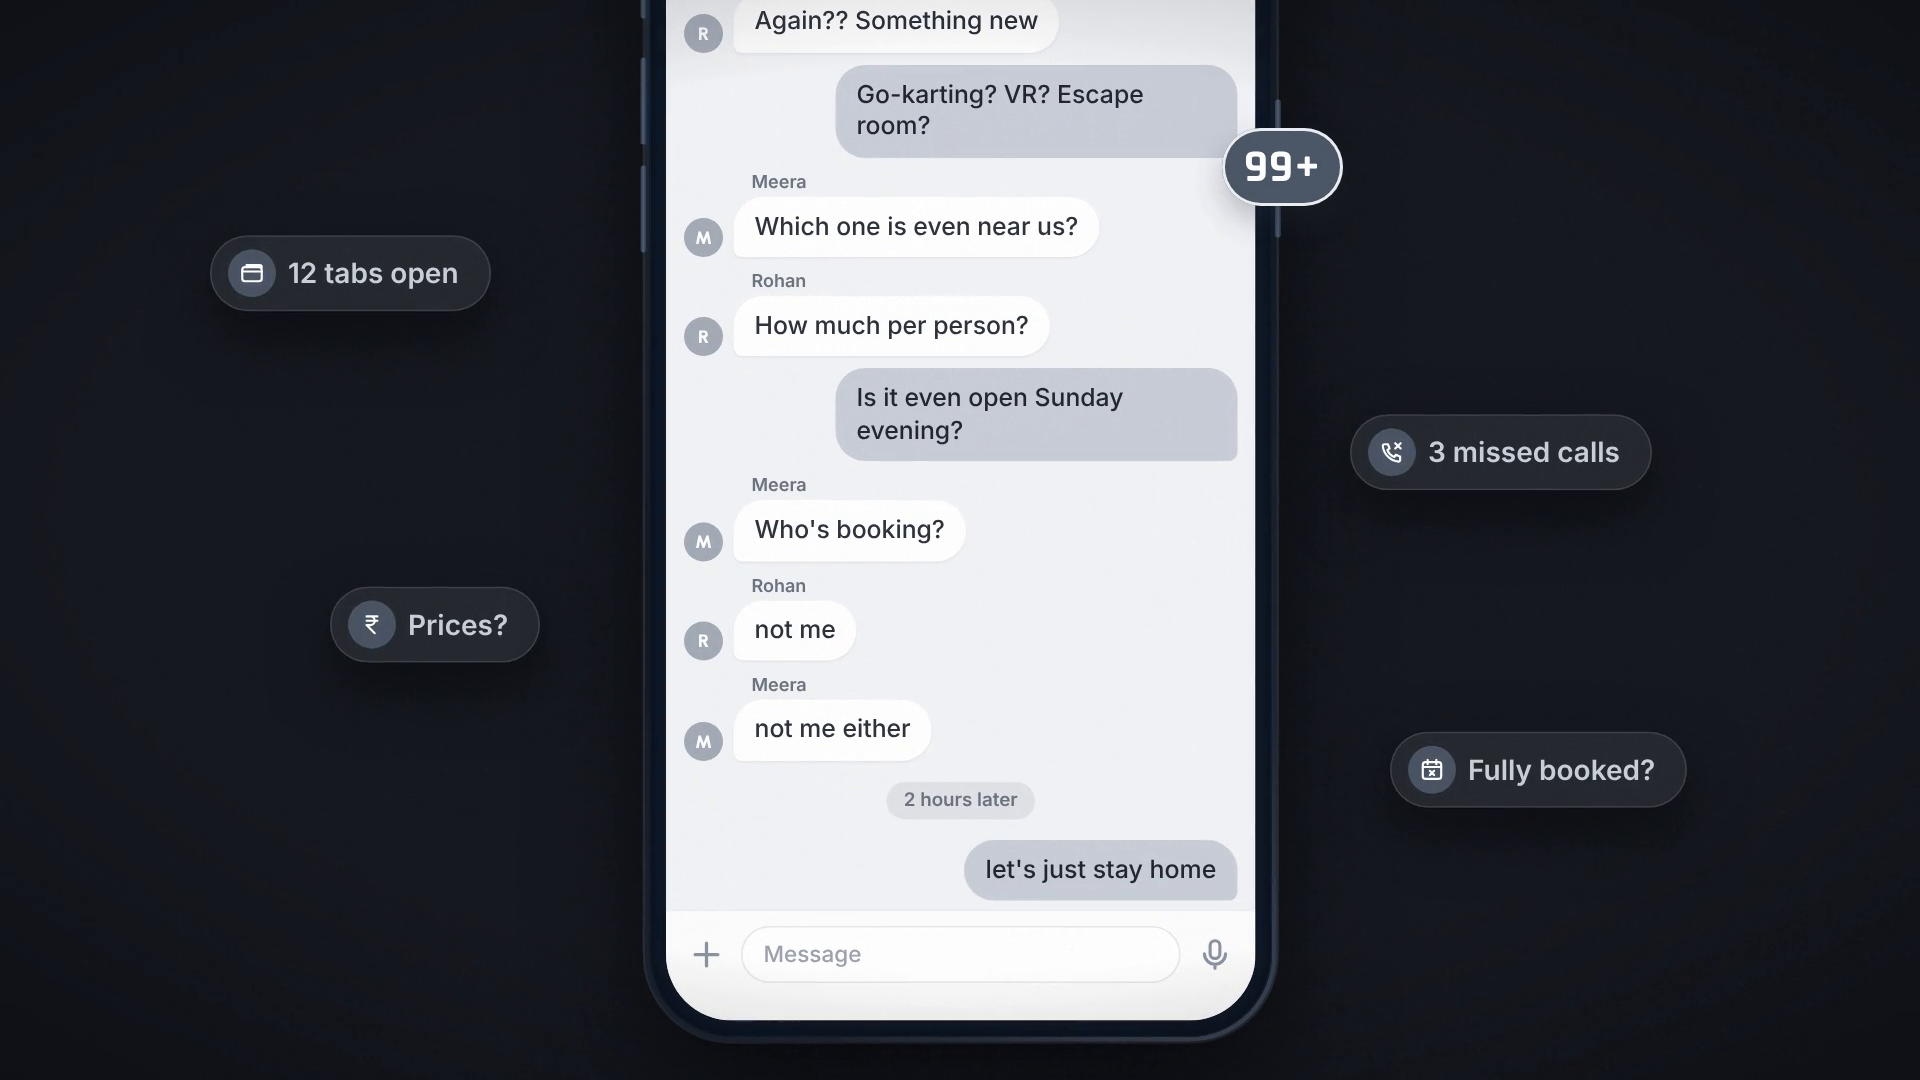 R
Again?? Something new
Go-karting? VR? Escape
room?
99+
Meera
M
Which one is even near us?
12 tabs open
Rohan
R
How much per person?
Is it even open Sunday
evening?
3 missed calls
Meera
M
Who's booking?
Rohan
R
not me
₹
Prices?
Meera
M
not me either
Fully booked?
2 hours later
let's just stay home
Message